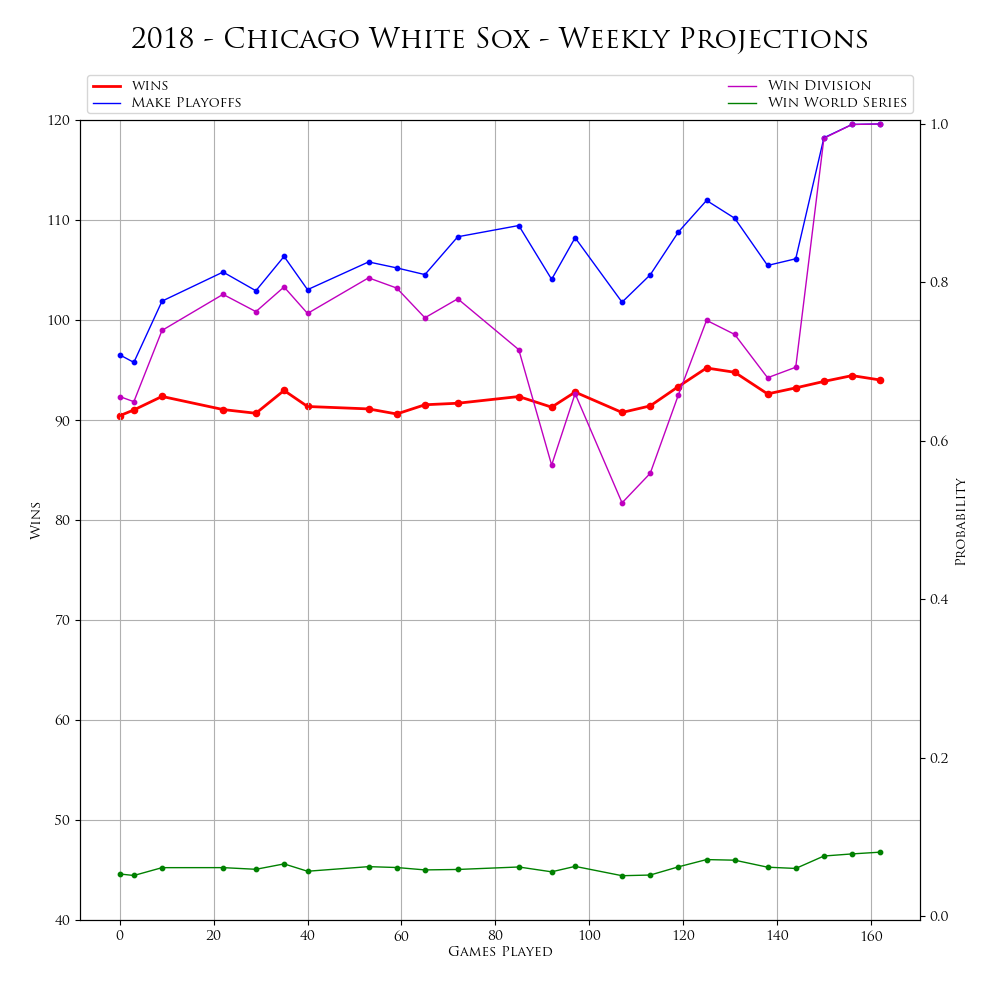 2018 - Chicago White Sox - Weekly Projections
wins
Make Playoffs
Win Division
Win World Series
120
110
100
90
80
70
60
50
40
Wins
1.0
0.8
0.6
0.4
0.2
0.0
Probability
0 20 40 60 80 100 120 140 160
Games Played